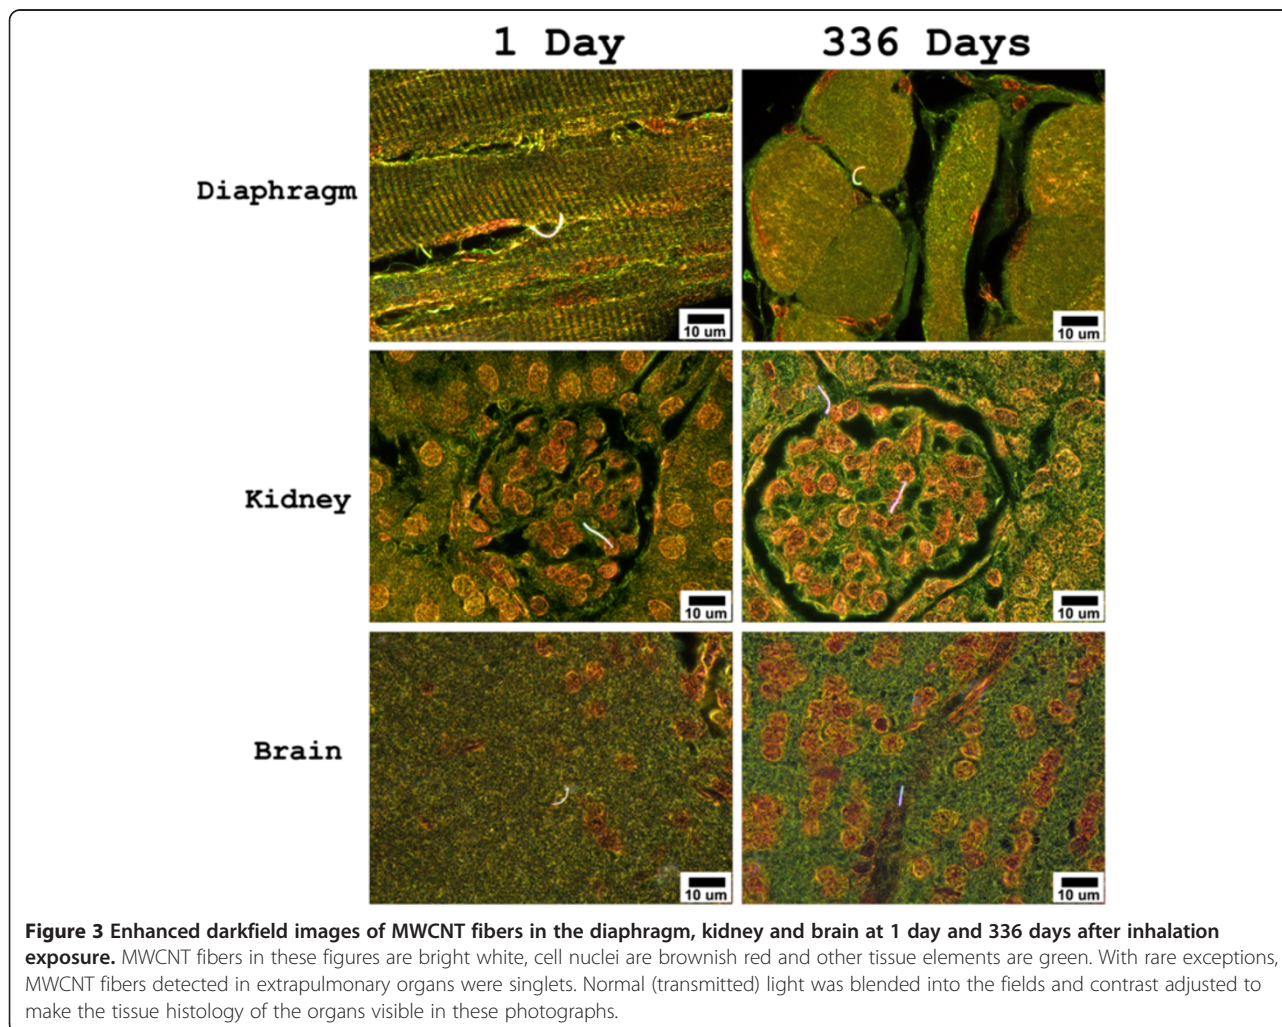 1 Day
336 Days
Diaphragm
10 um
10 um
Kidney
10 um
10 um
Brain
10 um
10 um
Figure 3 Enhanced darkfield images of MWCNT fibers in the diaphragm, kidney and brain at 1 day and 336 days after inhalation
exposure. MWCNT fibers in these figures are bright white, cell nuclei are brownish red and other tissue elements are green. With rare exceptions,
MWCNT fibers detected in extrapulmonary organs were singlets. Normal (transmitted) light was blended into the fields and contrast adjusted to
make the tissue histology of the organs visible in these photographs.